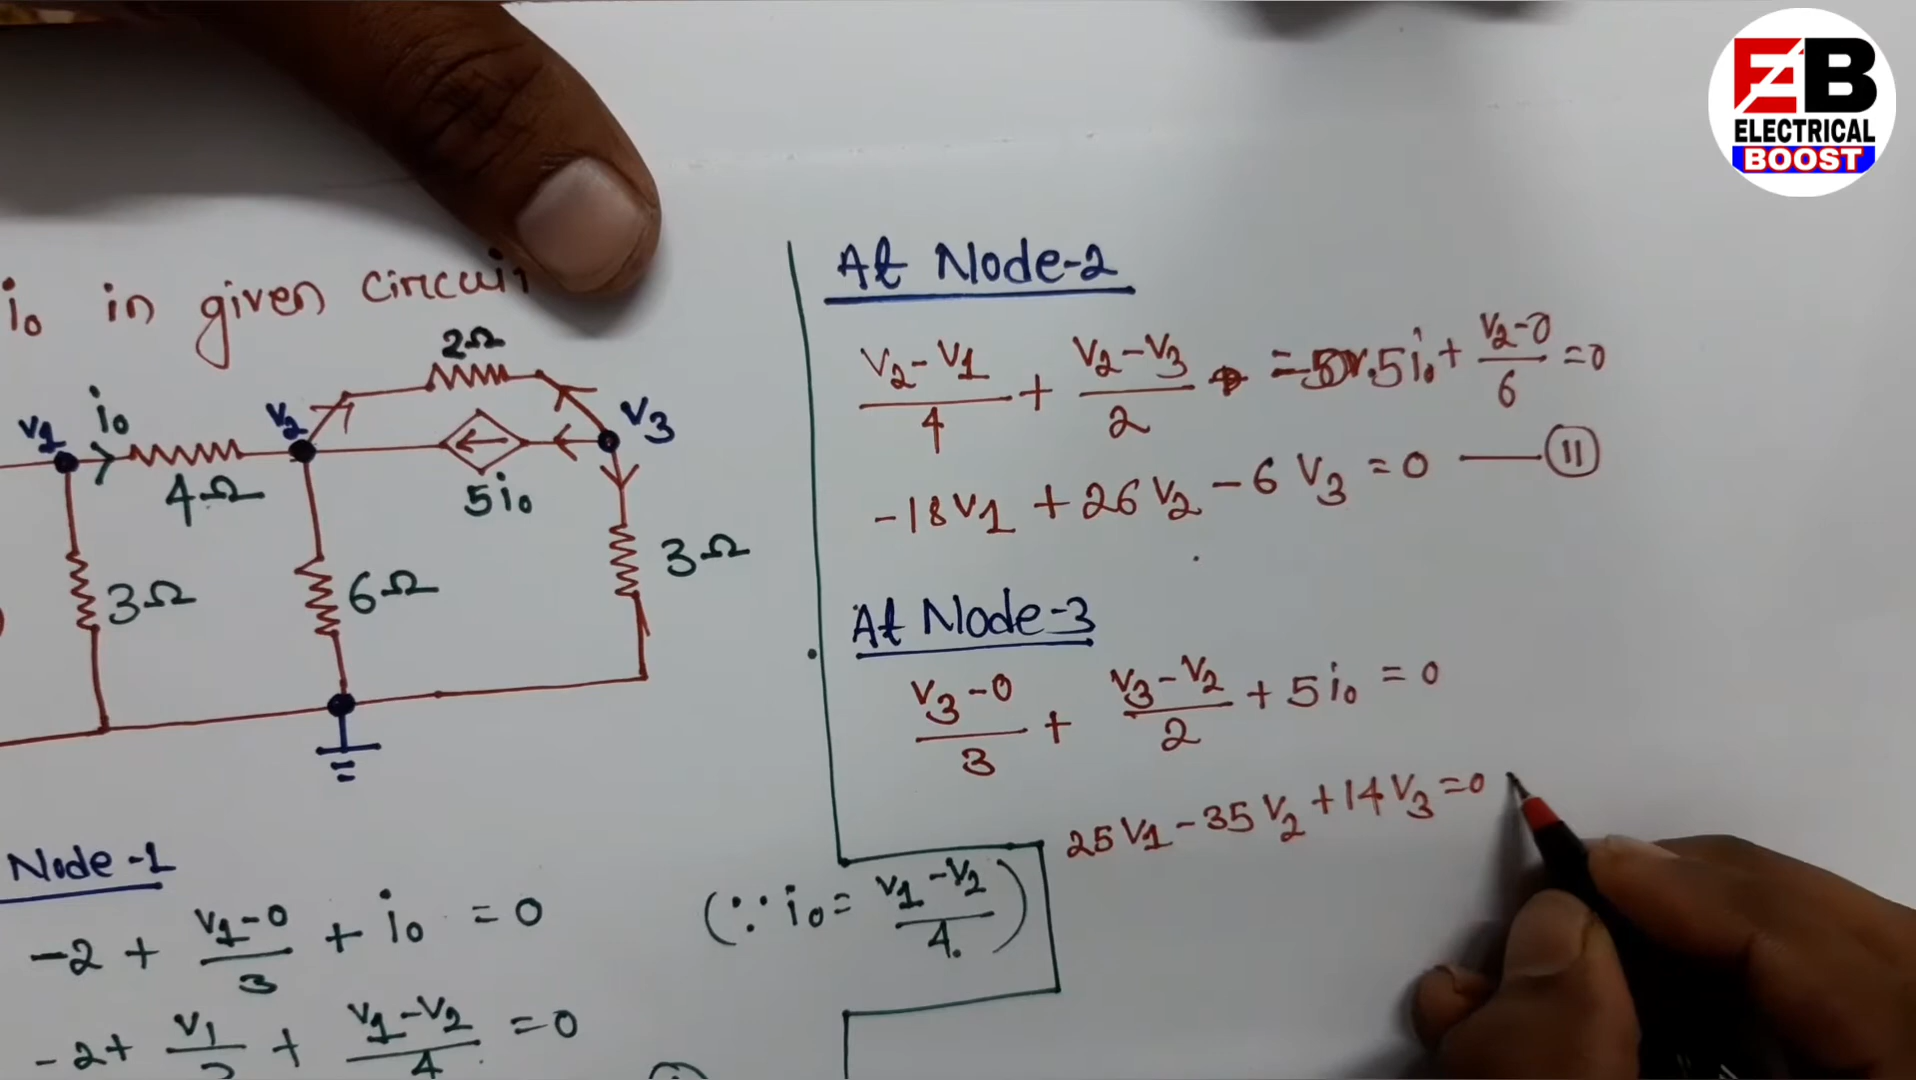 EB
ELECTRICAL
BOOST
i₀ in given circuit
2Ω
V1
i₀
V2
V3
4Ω
5i₀
3Ω
6Ω
3Ω
Node-1
-2 + (V1-0)/3 + i₀ = 0
(∵ i₀ = (V1-V2)/4.)
-2+ V1/3 + (V1-V2)/4 = 0
At Node-2
(V2-V1)/4 + (V2-V3)/2 - 5i₀ + (V2-0)/6 = 0
-18V1 + 26V2 - 6V3 = 0 — II
At Node-3
(V3-0)/3 + (V3-V2)/2 + 5i₀ = 0
25V1 - 35V2 + 14V3 = 0